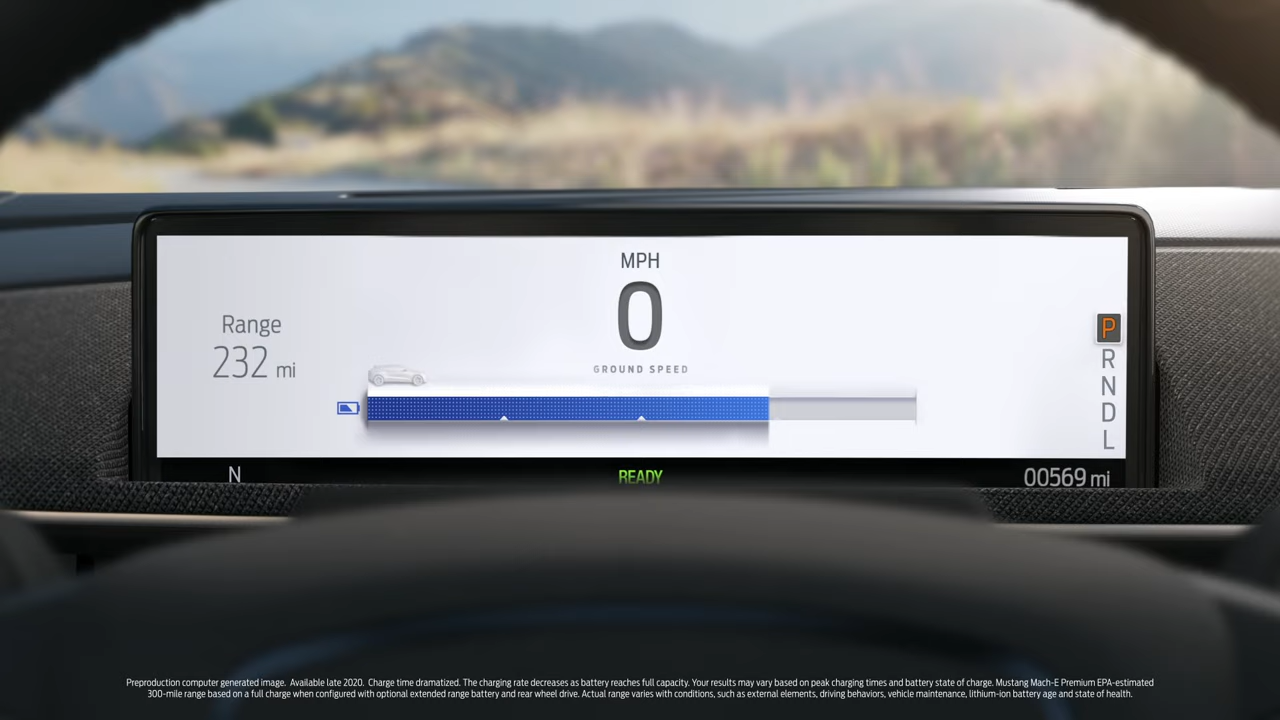 MPH
0
GROUND SPEED
Range
232 mi
P
R
N
D
L
N
READY
00569 mi
Preproduction computer generated image. Available late 2020. Charge time dramatized. The charging rate decreases as battery reaches full capacity. Your results may vary based on peak charging times and battery state of charge. Mustang Mach-E Premium EPA-estimated
300-mile range based on a full charge when configured with optional extended range battery and rear wheel drive. Actual range varies with conditions, such as external elements, driving behaviors, vehicle maintenance, lithium-ion battery age and state of health.